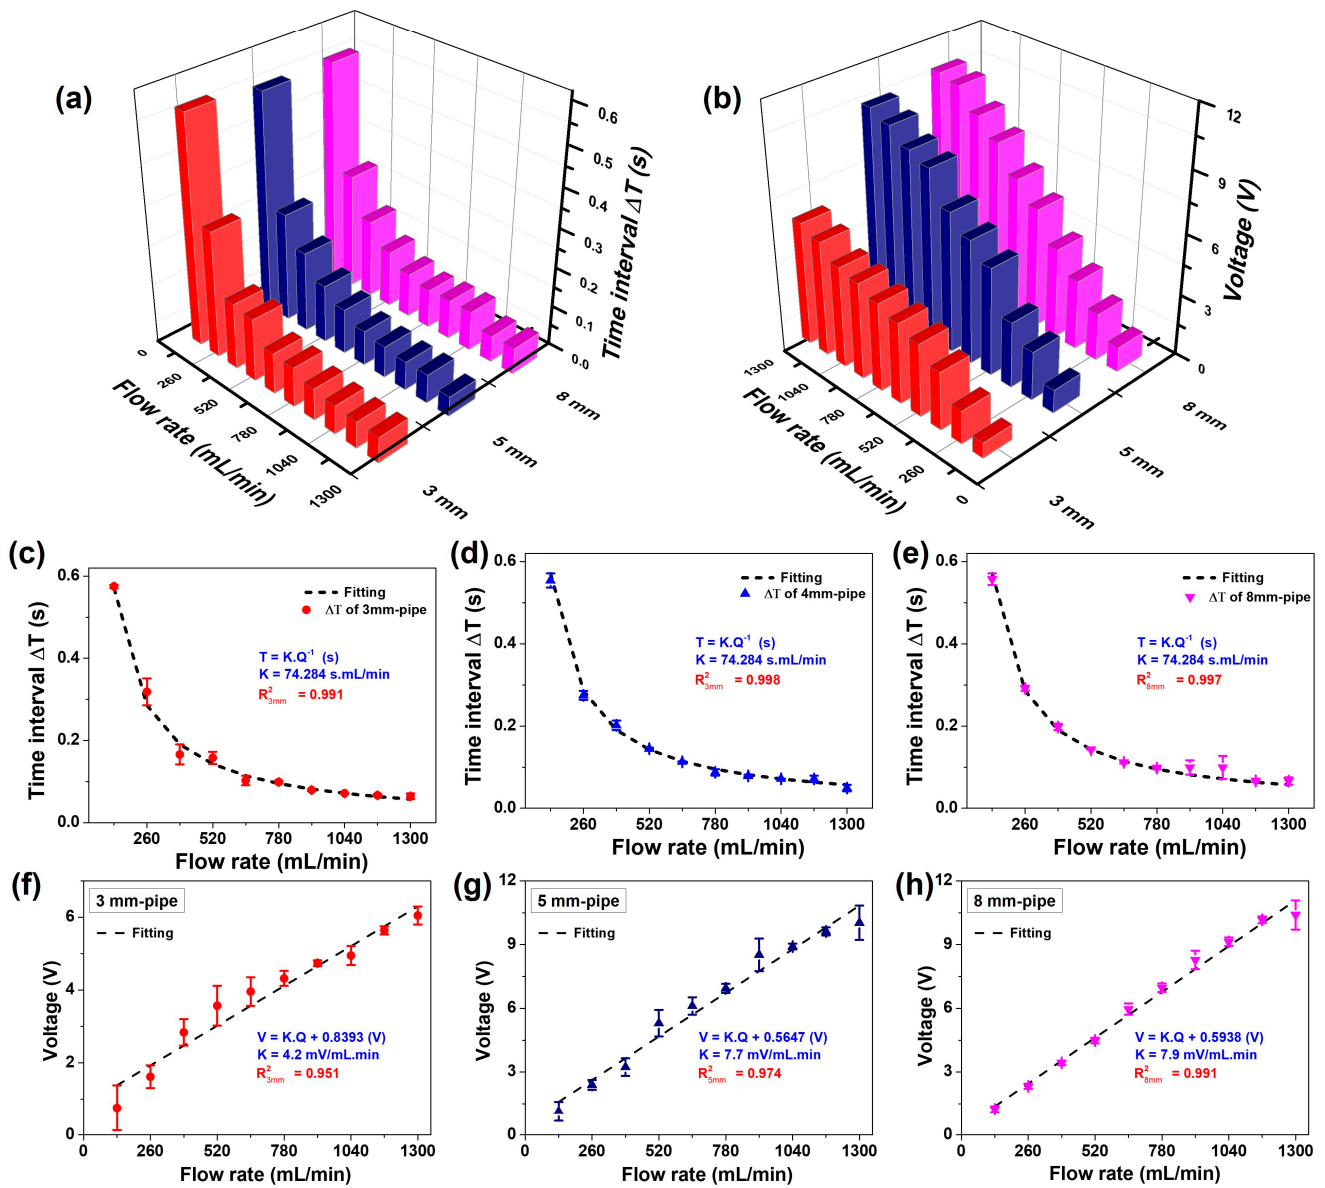 (a)
0.6
0.5
0.4
0.3
0.2
0.1
0.0
Time interval ΔT (s)
0
260
520
780
1040
1300
Flow rate (mL/min)
3 mm
5 mm
8 mm
(b)
12
9
6
3
0
Voltage (V)
1300
1040
780
520
260
0
Flow rate (mL/min)
3 mm
5 mm
8 mm
(c)
0.6
0.4
0.2
0.0
Time interval ΔT (s)
Fitting
ΔT of 3mm-pipe
T = K.Q⁻¹ (s)
K = 74.284 s.mL/min
R²3mm = 0.991
260 520 780 1040 1300
Flow rate (mL/min)
(d)
0.6
0.4
0.2
0.0
Time interval ΔT (s)
Fitting
ΔT of 4mm-pipe
T = K.Q⁻¹ (s)
K = 74.284 s.mL/min
R²3mm = 0.998
260 520 780 1040 1300
Flow rate (mL/min)
(e)
0.6
0.4
0.2
0.0
Time interval ΔT (s)
Fitting
ΔT of 8mm-pipe
T = K.Q⁻¹ (s)
K = 74.284 s.mL/min
R²8mm = 0.997
260 520 780 1040 1300
Flow rate (mL/min)
(f)
6
4
2
0
Voltage (V)
3 mm-pipe
Fitting
V = K.Q + 0.8393 (V)
K = 4.2 mV/mL.min
R²3mm = 0.951
0 260 520 780 1040 1300
Flow rate (mL/min)
(g)
12
9
6
3
0
Voltage (V)
5 mm-pipe
Fitting
V = K.Q + 0.5647 (V)
K = 7.7 mV/mL.min
R²5mm = 0.974
0 260 520 780 1040 1300
Flow rate (mL/min)
(h)
12
9
6
3
0
Voltage (V)
8 mm-pipe
Fitting
V = K.Q + 0.5938 (V)
K = 7.9 mV/mL.min
R²8mm = 0.991
0 260 520 780 1040 1300
Flow rate (mL/min)